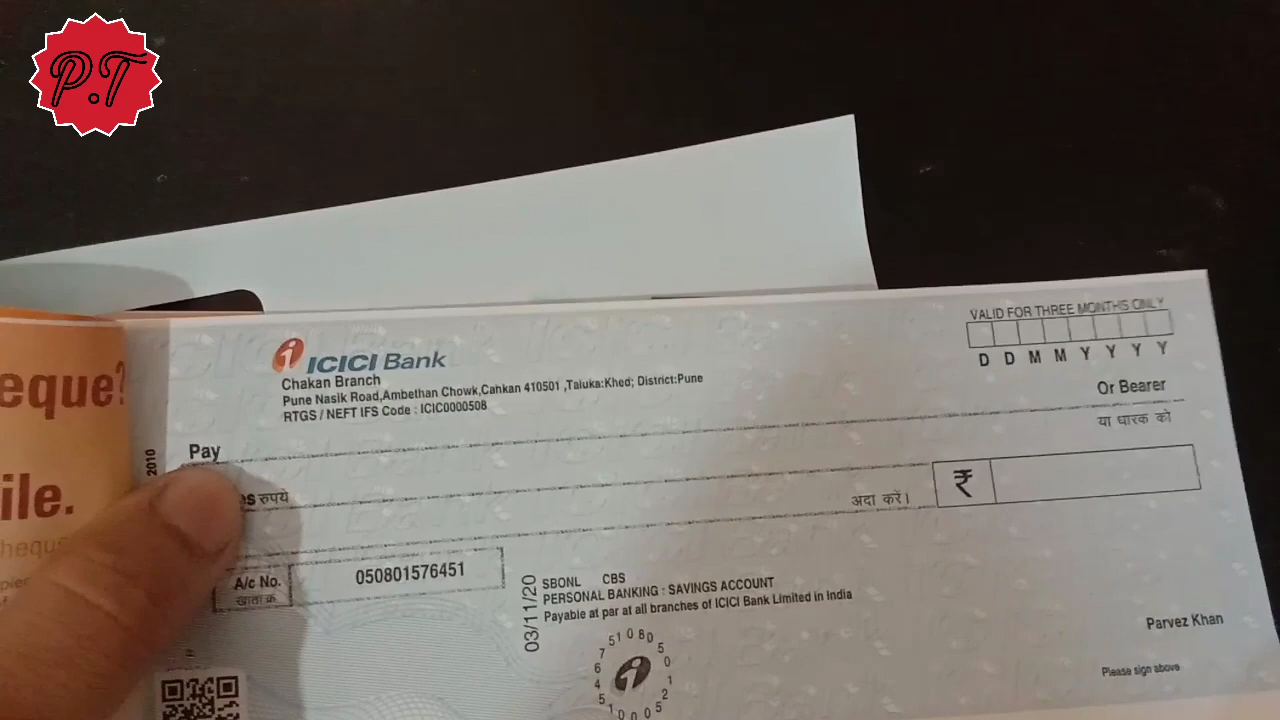 P.T
VALID FOR THREE MONTHS ONLY
D D M M Y Y Y Y
ICICI Bank
Chakan Branch
Pune Nasik Road,Ambethan Chowk,Cahkan 410501 ,Taluka:Khed; District:Pune
RTGS / NEFT IFS Code : ICIC0000508
Or Bearer
या धारक को
eque?
Pay
2010
रुपये
अदा करें।
₹
ile.
heque
A/c No.
खाता क्र
050801576451
03/11/20
SBONL CBS
PERSONAL BANKING : SAVINGS ACCOUNT
Payable at par at all branches of ICICI Bank Limited in India
Parvez Khan
Please sign above